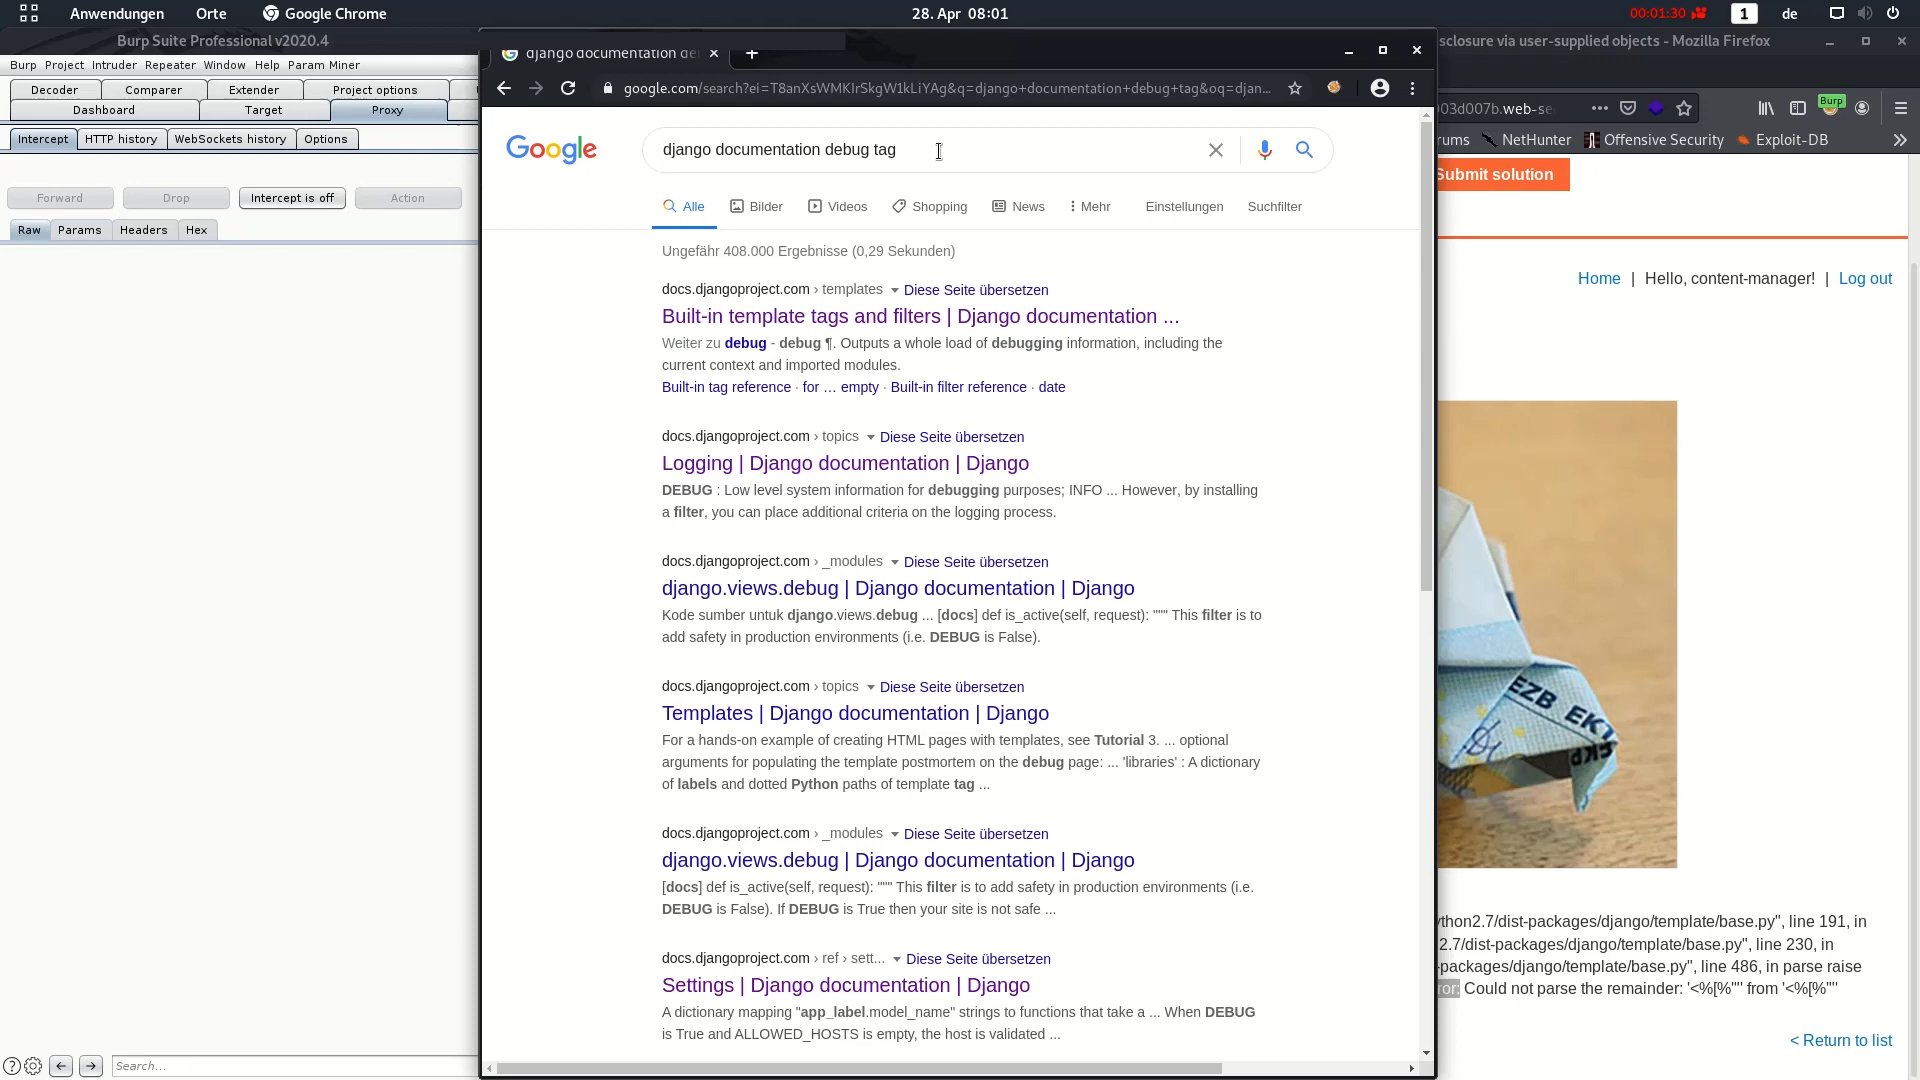 Anwendungen Orte Google Chrome 28. Apr 08:01 00:01:30 1 de
Burp Suite Professional v2020.4
Burp Project Intruder Repeater Window Help Param Miner
Decoder Comparer Extender Project options
Dashboard Target Proxy
Intercept HTTP history WebSockets history Options
Forward Drop Intercept is off Action
Raw Params Headers Hex
? Search...
django documentation de
google.com/search?ei=T8anXsWMKIrSkgW1kLiYAg&q=django+documentation+debug+tag&oq=djan...
Google django documentation debug tag
Alle Bilder Videos Shopping News Mehr Einstellungen Suchfilter
Ungefähr 408.000 Ergebnisse (0,29 Sekunden)
docs.djangoproject.com › templates Diese Seite übersetzen
Built-in template tags and filters | Django documentation ...
Weiter zu debug - debug ¶. Outputs a whole load of debugging information, including the
current context and imported modules.
Built-in tag reference · for … empty · Built-in filter reference · date
docs.djangoproject.com › topics Diese Seite übersetzen
Logging | Django documentation | Django
DEBUG : Low level system information for debugging purposes; INFO ... However, by installing
a filter, you can place additional criteria on the logging process.
docs.djangoproject.com › _modules Diese Seite übersetzen
django.views.debug | Django documentation | Django
Kode sumber untuk django.views.debug ... [docs] def is_active(self, request): """ This filter is to
add safety in production environments (i.e. DEBUG is False).
docs.djangoproject.com › topics Diese Seite übersetzen
Templates | Django documentation | Django
For a hands-on example of creating HTML pages with templates, see Tutorial 3. ... optional
arguments for populating the template postmortem on the debug page: ... 'libraries' : A dictionary
of labels and dotted Python paths of template tag ...
docs.djangoproject.com › _modules Diese Seite übersetzen
django.views.debug | Django documentation | Django
[docs] def is_active(self, request): """ This filter is to add safety in production environments (i.e.
DEBUG is False). If DEBUG is True then your site is not safe ...
docs.djangoproject.com › ref › sett... Diese Seite übersetzen
Settings | Django documentation | Django
A dictionary mapping "app_label.model_name" strings to functions that take a ... When DEBUG
is True and ALLOWED_HOSTS is empty, the host is validated ...
sclosure via user-supplied objects - Mozilla Firefox
03d007b.web-se Burp
rums NetHunter Offensive Security Exploit-DB
Submit solution
Home | Hello, content-manager! | Log out
EZB EKT
EKP
ython2.7/dist-packages/django/template/base.py", line 191, in
2.7/dist-packages/django/template/base.py", line 230, in
-packages/django/template/base.py", line 486, in parse raise
ror: Could not parse the remainder: '<%[%"'' from '<%[%"''
< Return to list